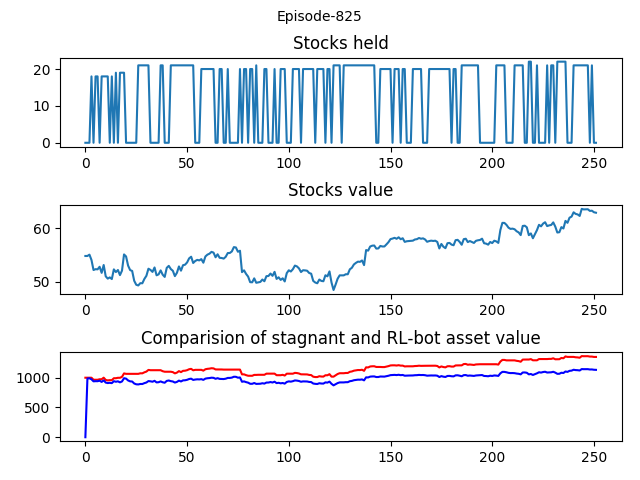 Episode-825
Stocks held
20
10
0
0 50 100 150 200 250
Stocks value
60
50
0 50 100 150 200 250
Comparision of stagnant and RL-bot asset value
1000
500
0
0 50 100 150 200 250